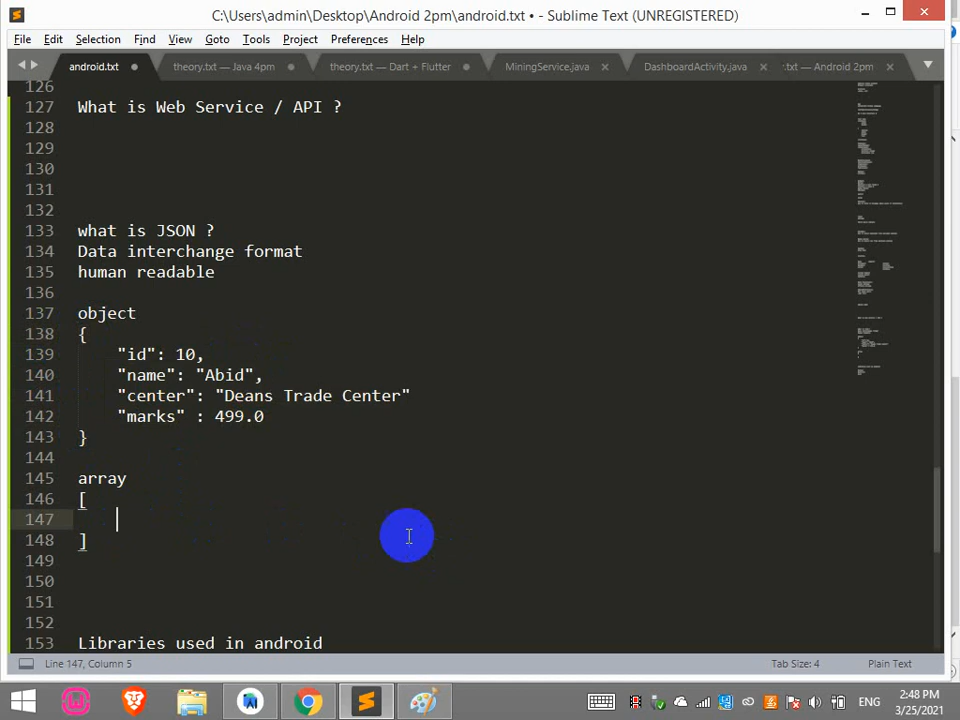 C:\Users\admin\Desktop\Android 2pm\android.txt • - Sublime Text (UNREGISTERED)
File Edit Selection Find View Goto Tools Project Preferences Help
android.txt theory.txt — Java 4pm theory.txt — Dart + Flutter MiningService.java DashboardActivity.java .txt — Android 2pm
126
127 What is Web Service / API ?
128
129
130
131
132
133 what is JSON ?
134 Data interchange format
135 human readable
136
137 object
138 {
139 "id": 10,
140 "name": "Abid",
141 "center": "Deans Trade Center"
142 "marks" : 499.0
143 }
144
145 array
146 [
147
148 ]
149
150
151
152
153 Libraries used in android
Line 147, Column 5 Tab Size: 4 Plain Text
ENG 2:48 PM
3/25/2021